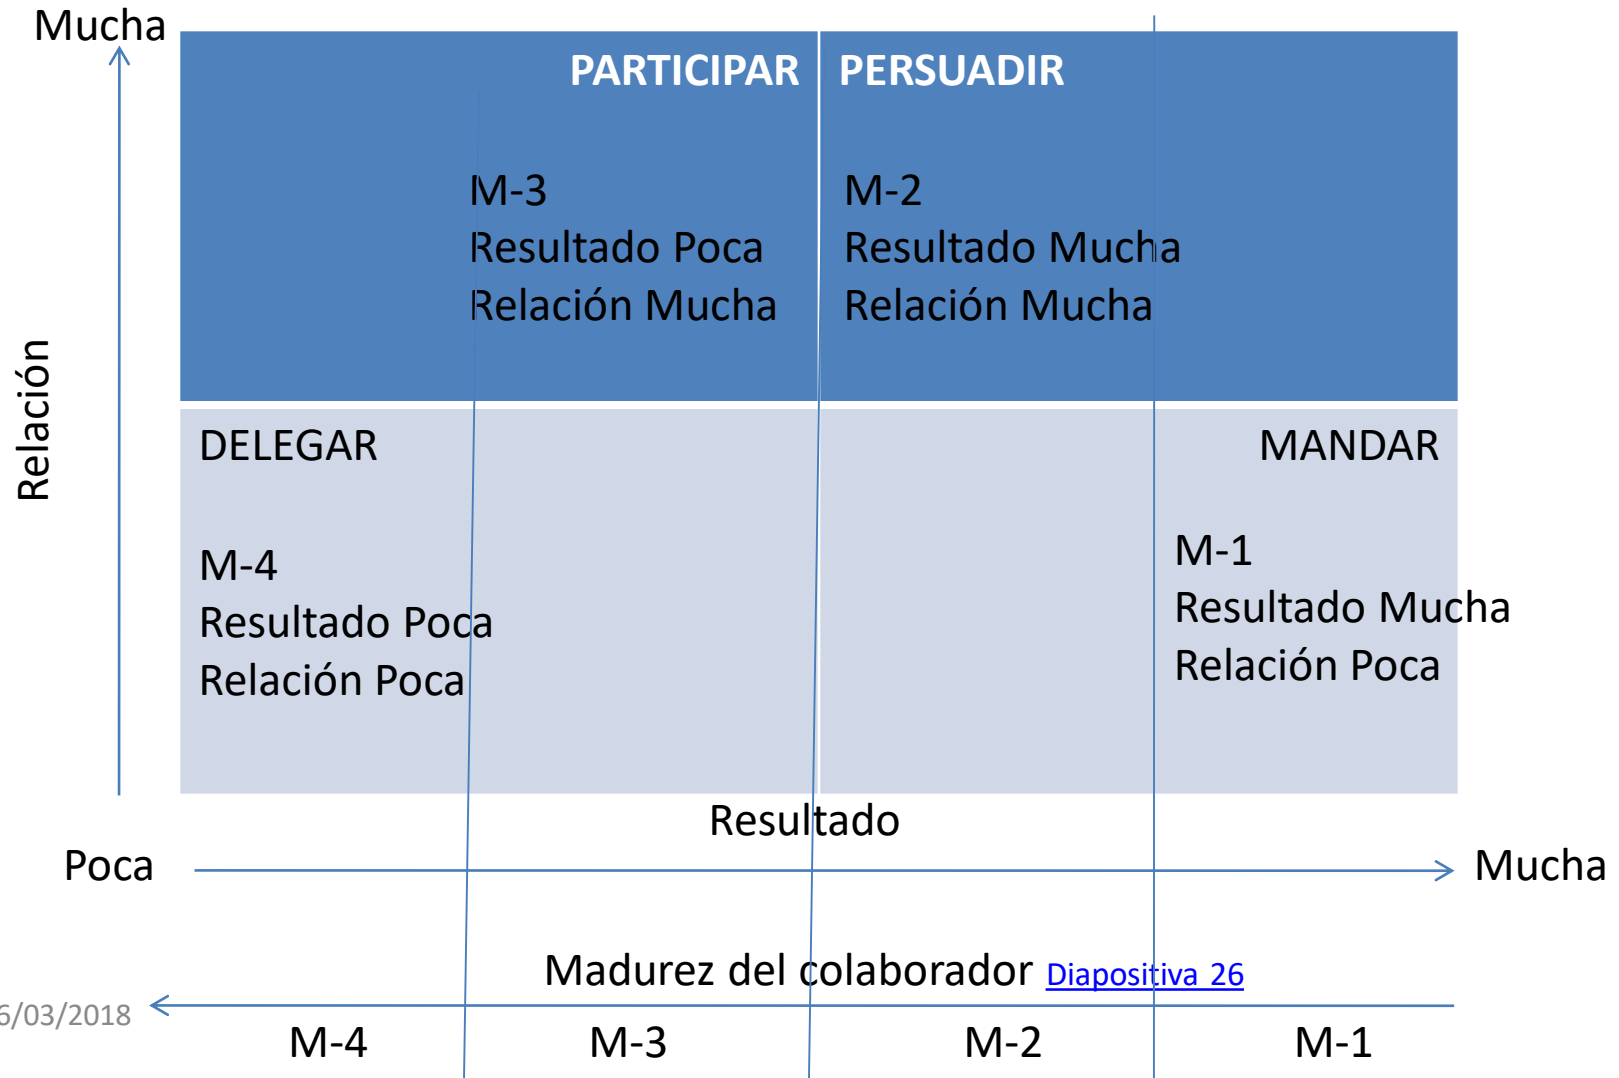 Mucha
PARTICIPAR
PERSUADIR
M-3
Resultado Poca
Relación Mucha
M-2
Resultado Mucha
Relación Mucha
Relación
DELEGAR
MANDAR
M-4
Resultado Poca
Relación Poca
M-1
Resultado Mucha
Relación Poca
Resultado
Poca
Mucha
Madurez del colaborador Diapositiva 26
6/03/2018
M-4
M-3
M-2
M-1